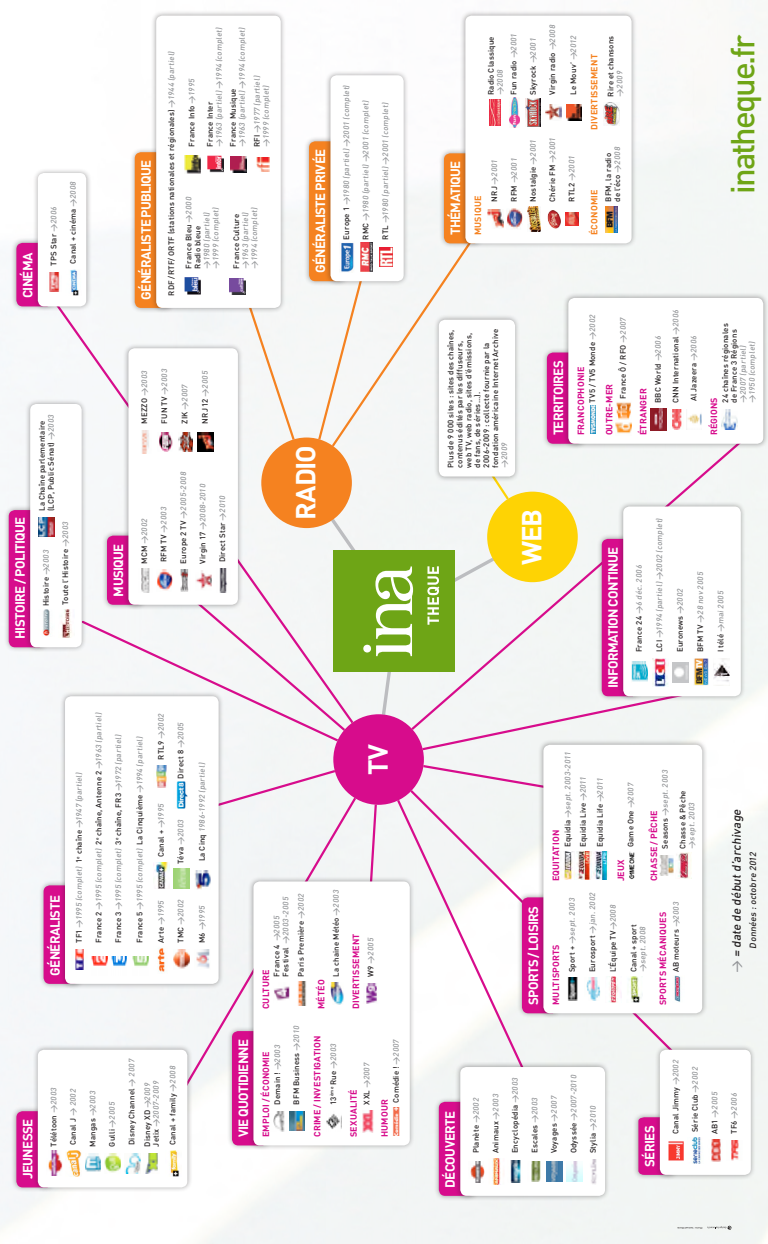 JEUNESSE
Télétoon →2003
Canal J →2002
Mangas →2003
Gulli →2005
Disney Channel →2007
Disney XD →2009
Jetix →2007-2009
Canal + family →2008
GÉNÉRALISTE
TF1 →1995 (complet) 1e chaîne →1947 (partiel)
France 2 →1995 (complet) 2e chaîne, Antenne 2 →1963 (partiel)
France 3 →1995 (complet) 3e chaîne, FR3 →1972 (partiel)
France 5 →1995 (complet) La Cinquième →1994 (partiel)
Arte →1995
Canal + →1995
RTL9 →2002
TMC →2002
Téva →2003
Direct 8 →2005
M6 →1995
La Cinq 1986-1992 (partiel)
HISTOIRE / POLITIQUE
Histoire →2003
La Chaîne parlementaire
(LCP, Public Sénat) →2003
Toute l'Histoire →2003
CINÉMA
TPS Star →2006
Canal + cinéma →2008
MUSIQUE
MCM →2002
MEZZO →2003
RFM TV →2003
FUN TV →2003
Europe 2 TV →2005-2008
ZIK →2007
Virgin 17 →2008-2010
NRJ 12 →2005
Direct Star →2010
GÉNÉRALISTE PUBLIQUE
RDF/ RTF/ ORTF (stations nationales et régionales) →1944 (partiel)
France Bleu →2000
Radio bleue
→1980 (partiel)
→1999 (complet)
France Info →1995
France Inter
→1963 (partiel) →1994 (complet)
France Culture
→1963 (partiel)
→1994 (complet)
France Musique
→1963 (partiel) →1994 (complet)
RFI →1977 (partiel)
→1999 (complet)
GÉNÉRALISTE PRIVÉE
Europe 1 →1980 (partiel) →2001 (complet)
RMC →1980 (partiel) →2001 (complet)
RTL →1980 (partiel) →2001 (complet)
THÉMATIQUE
MUSIQUE
NRJ →2001
RFM →2001
Nostalgie →2001
Chérie FM →2001
RTL2 →2001
Radio Classique
→2008
Fun radio →2001
Skyrock →2001
Virgin radio →2008
Le Mouv' →2012
ÉCONOMIE
BFM, la radio
de l'éco →2008
DIVERTISSEMENT
Rire et chansons
→2009
RADIO
TV
ina
THEQUE
WEB
Plus de 9 000 sites : sites des chaînes,
contenus édités par les diffuseurs,
web TV, web radio, sites d'émissions,
de fans, de séries…).
2006-2009 : collecte fournie par la
fondation américaine Internet Archive
→2009
VIE QUOTIDIENNE
EMPLOI / ÉCONOMIE
Demain ! →2003
BFM Business →2010
CRIME / INVESTIGATION
13ème Rue →2003
SEXUALITÉ
XXL →2007
HUMOUR
Comédie ! →2007
CULTURE
France 4 →2005
Festival →2003-2005
Paris Première →2002
MÉTÉO
La chaîne Météo →2003
DIVERTISSEMENT
W9 →2005
DÉCOUVERTE
Planète →2002
Animaux →2003
Encyclopédia →2003
Escales →2003
Voyages →2007
Odyssée →2007-2010
Stylia →2010
SPORTS / LOISIRS
MULTISPORTS
Sport + →sept. 2003
Eurosport →jan. 2002
L'Équipe TV →2008
Canal + sport
→sept. 2008
SPORTS MÉCANIQUES
AB moteurs →2003
EQUITATION
Equidia →sept. 2003-2011
Equidia Live →2011
Equidia Life →2011
JEUX
Game One →2007
CHASSE / PÊCHE
Seasons →sept. 2003
Chasse & Pêche
→sept. 2003
INFORMATION CONTINUE
France 24 →6 déc. 2006
LCI →1994 (partiel) →2002 (complet)
Euronews →2002
BFM TV →28 nov 2005
I télé →mai 2005
TERRITOIRES
FRANCOPHONIE
TV5 / TV5 Monde →2002
OUTRE-MER
France Ô / RFO →2007
ÉTRANGER
BBC World →2006
CNN International →2006
Al Jazeera →2006
RÉGIONS
24 chaînes régionales
de France 3 Régions
→2007 (partiel)
→1950 (complet)
SÉRIES
Canal Jimmy →2002
Série Club →2002
AB1 →2005
TF6 →2006
→ = date de début d'archivage
Données : octobre 2012
inatheque.fr